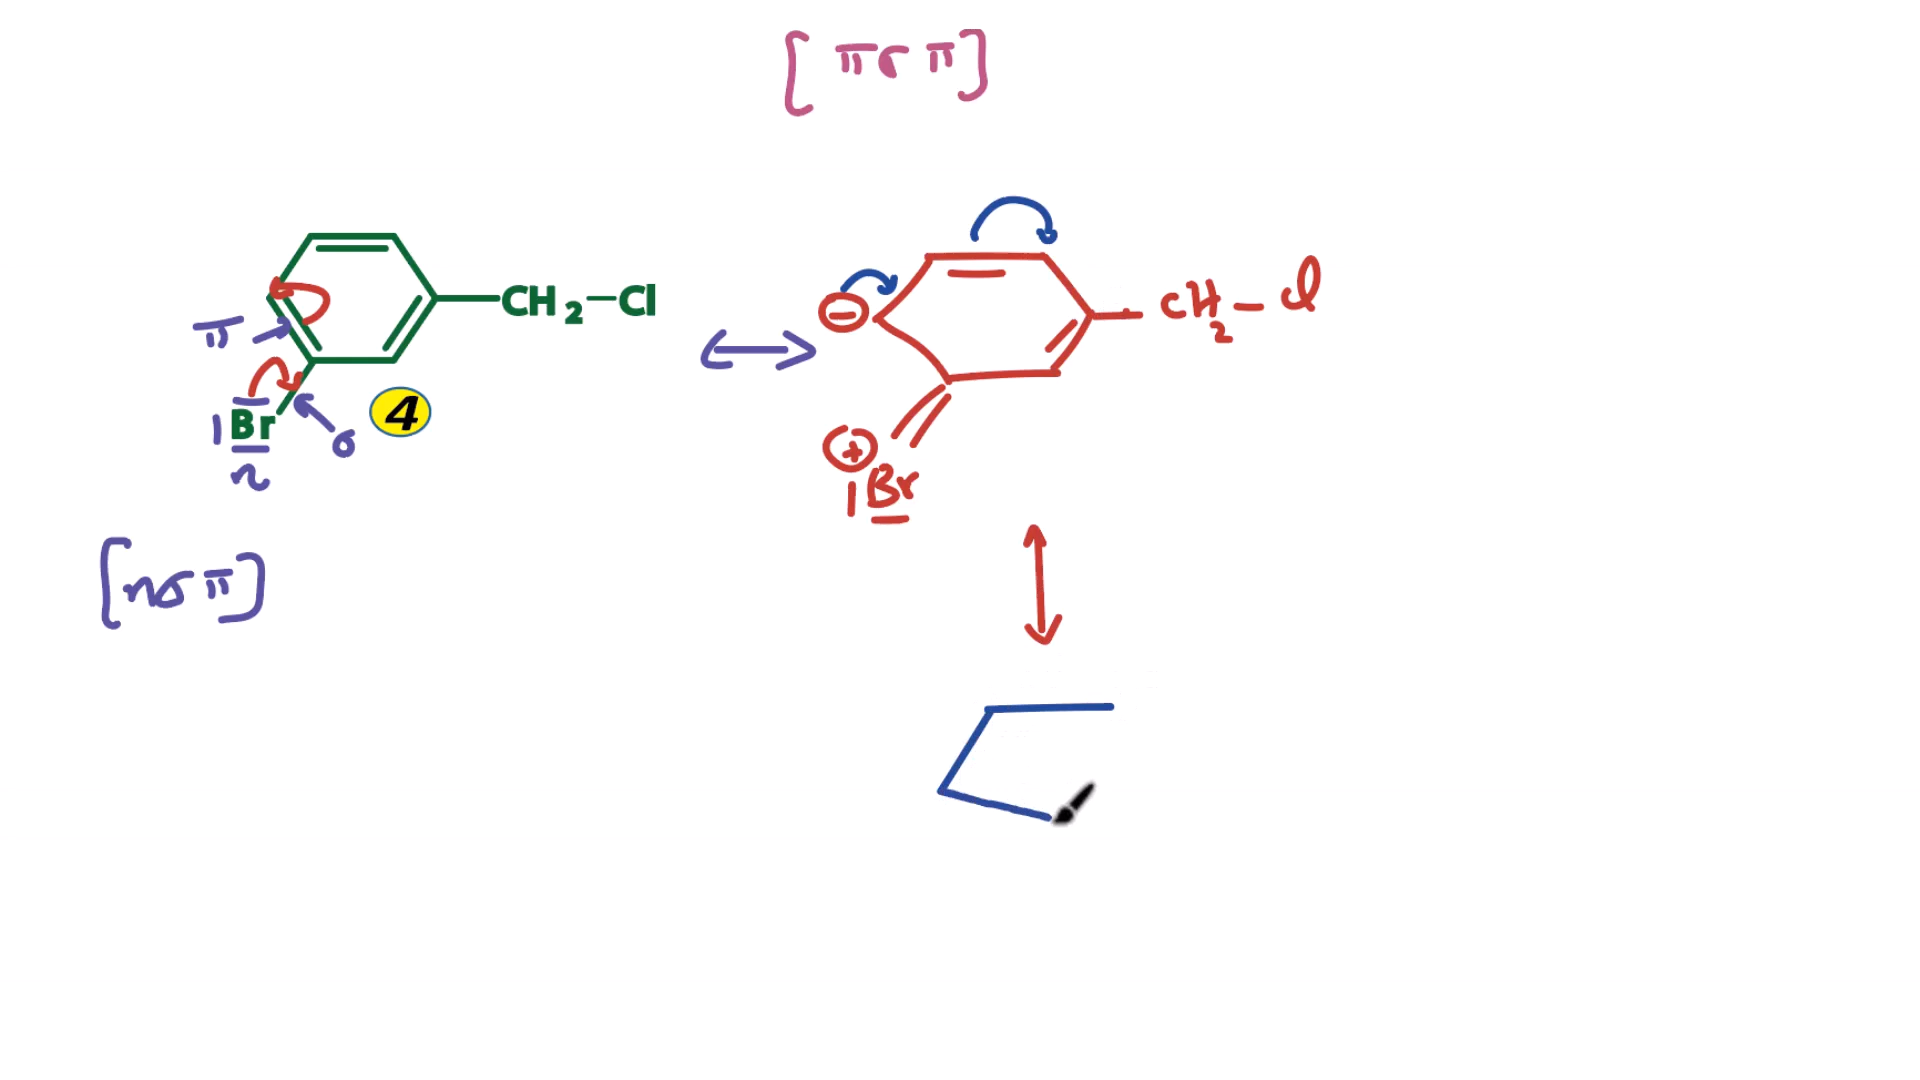 [ π σ π ]
CH2–Cl
π
|Br
n
σ
4
[ n σ π ]
⊖
CH2–Cl
⊕
|Br